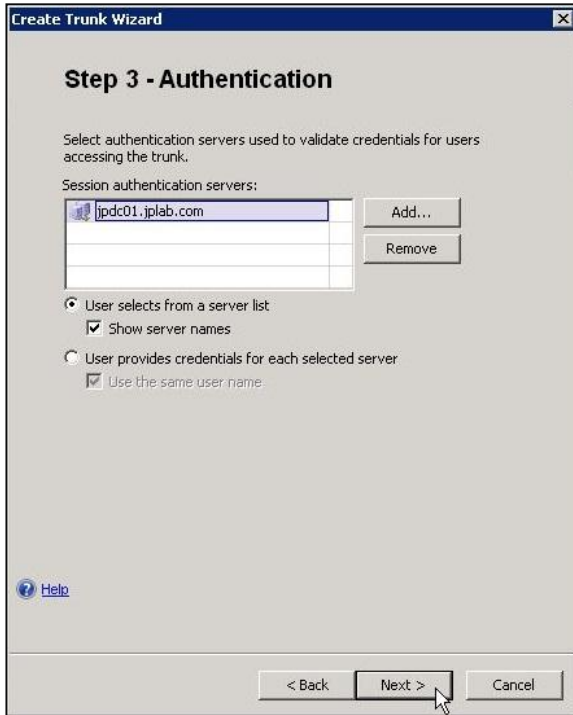 Create Trunk Wizard
Step 3 - Authentication
Select authentication servers used to validate credentials for users
accessing the trunk.
Session authentication servers:
jpdc01.jplab.com
Add...
Remove
User selects from a server list
Show server names
User provides credentials for each selected server
Use the same user name
Help
< Back
Next >
Cancel